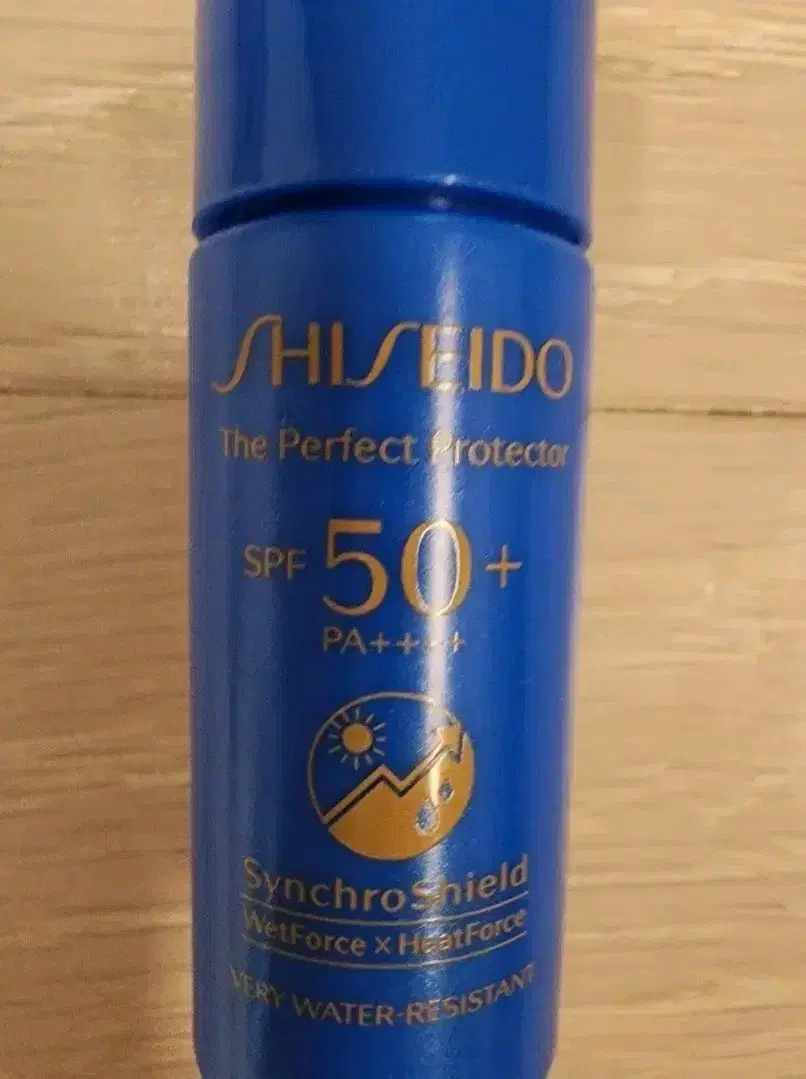 SHISEIDO
The Perfect Protector
SPF 50+
PA++++
SynchroShield
WetForce x HeatForce
VERY WATER-RESISTANT